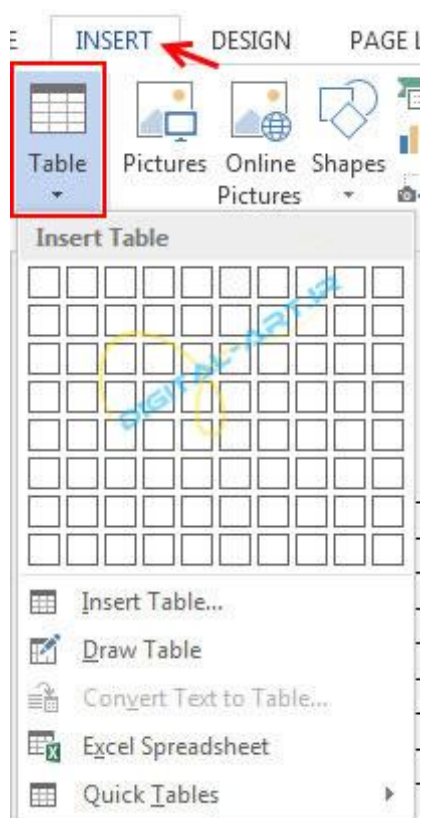 INSERT DESIGN PAGE L
Table Pictures Online Pictures Shapes
Insert Table
DIGITAL-ART.IR
Insert Table...
Draw Table
Convert Text to Table...
Excel Spreadsheet
Quick Tables